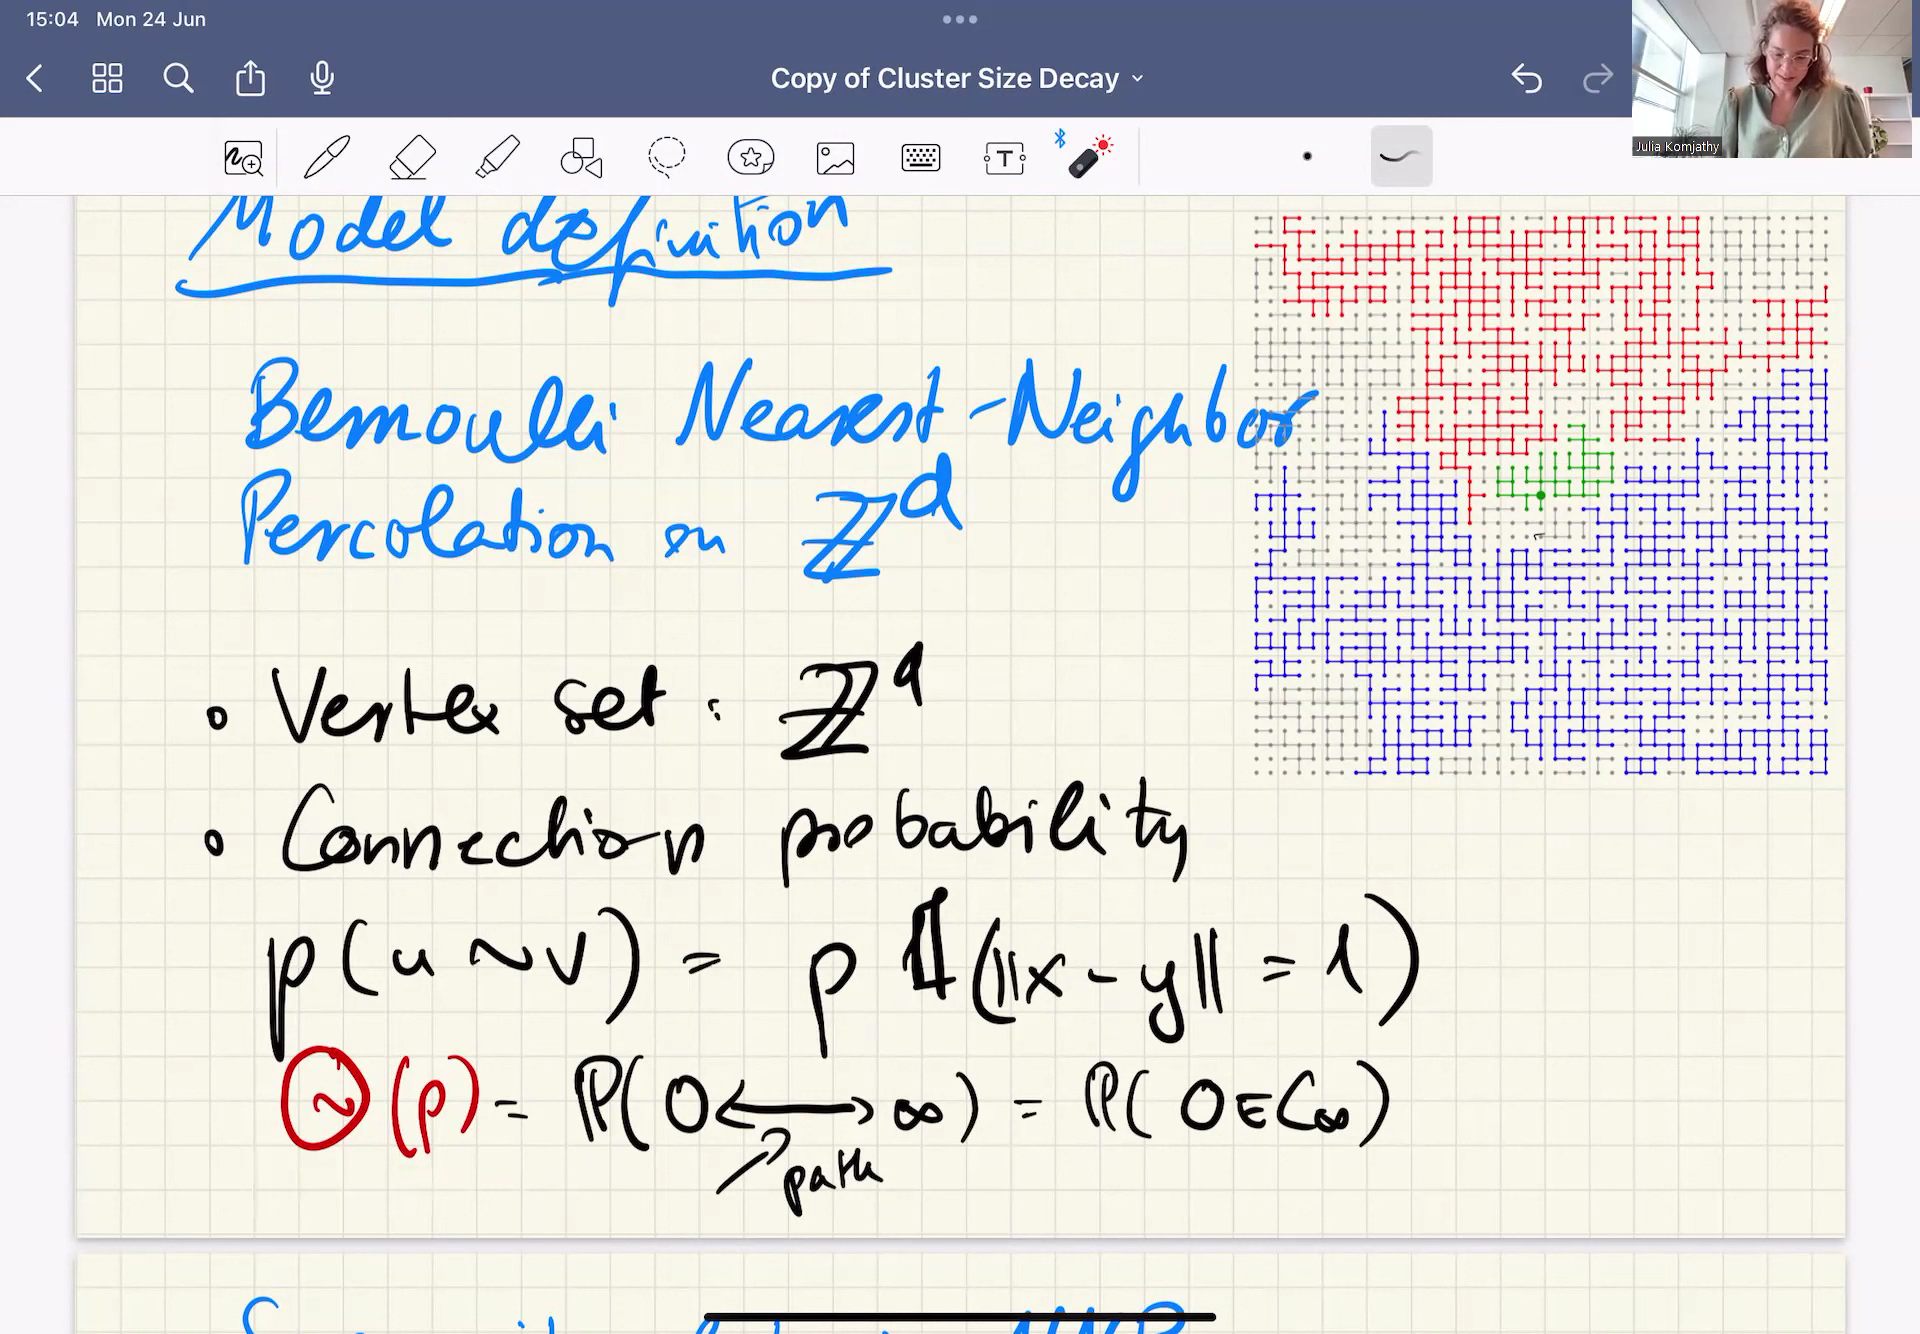 15:04 Mon 24 Jun
Copy of Cluster Size Decay
Julia Komjathy
Model definition
Bernoulli Nearest-Neighbor
Percolation on ℤ^d
• Vertex set: ℤ^d
• Connection probability
p(u ~ v) = p 𝟙(||x - y|| = 1)
Θ(p) = ℙ(0 ⟷ ∞) = ℙ(0 ∈ C∞)
path